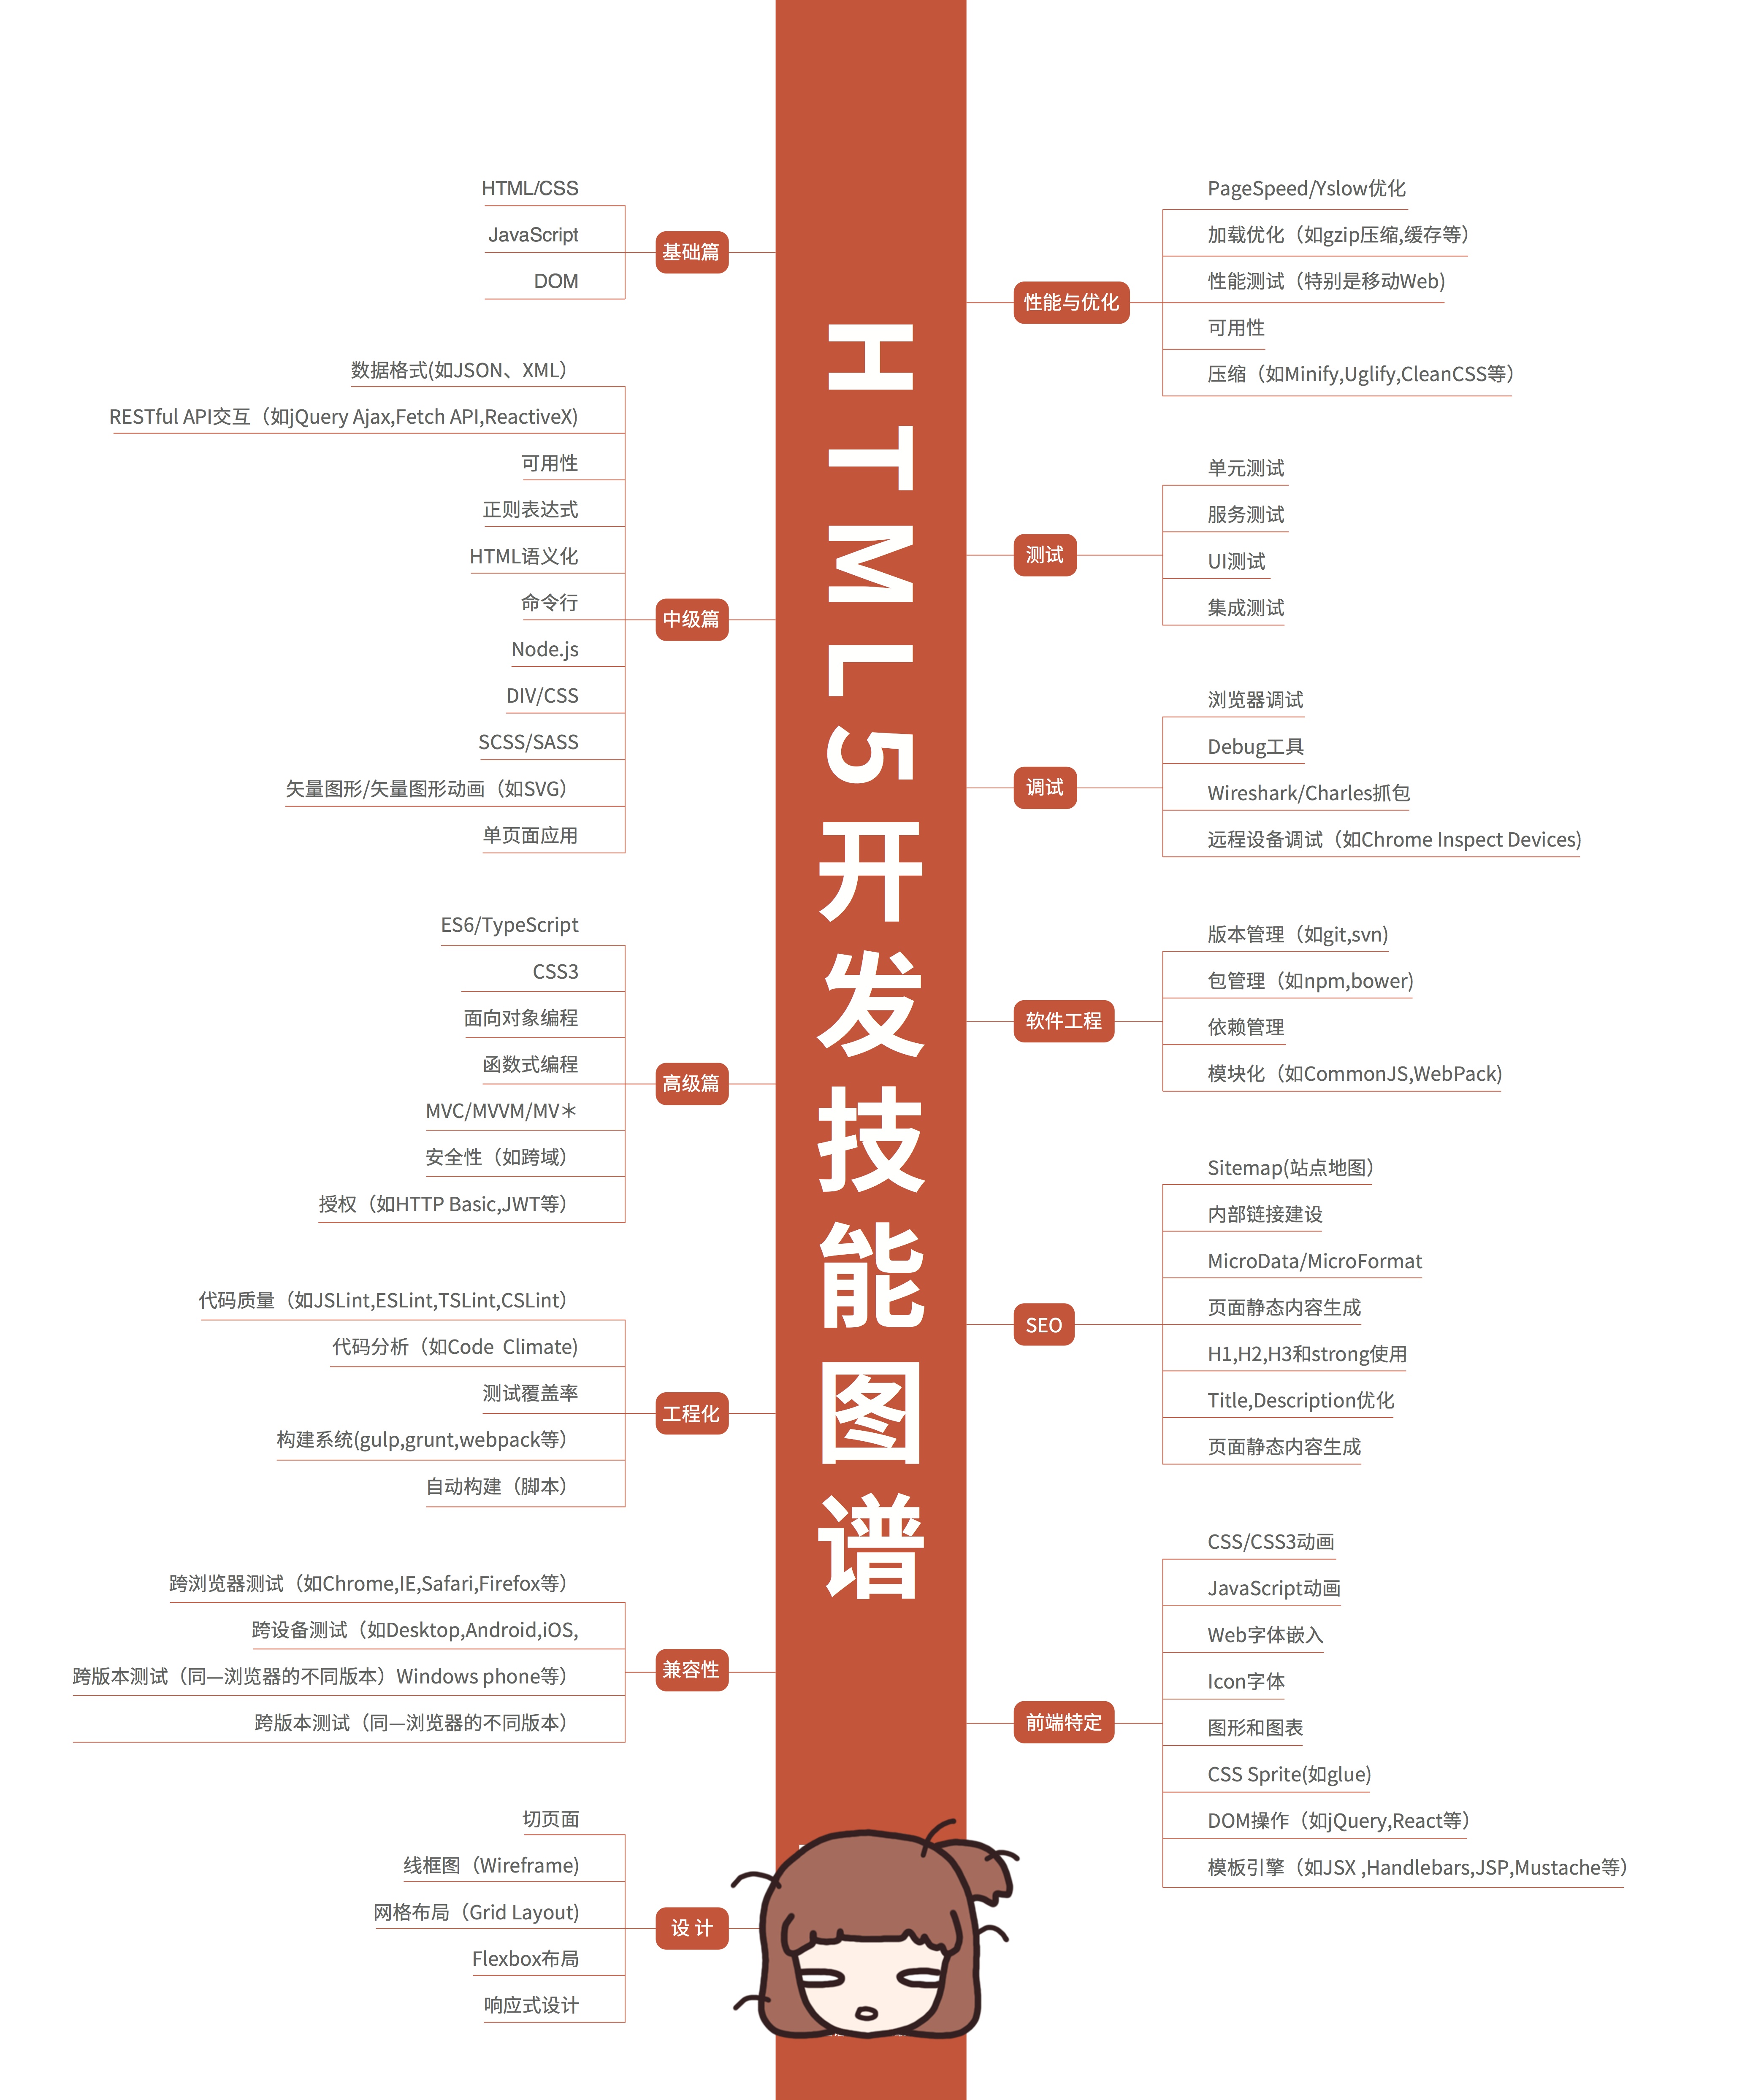 HTML5开发技能图谱
基础篇
HTML/CSS
JavaScript
DOM
中级篇
数据格式(如JSON、XML）
RESTful API交互（如jQuery Ajax,Fetch API,ReactiveX)
可用性
正则表达式
HTML语义化
命令行
Node.js
DIV/CSS
SCSS/SASS
矢量图形/矢量图形动画（如SVG）
单页面应用
高级篇
ES6/TypeScript
CSS3
面向对象编程
函数式编程
MVC/MVVM/MV＊
安全性（如跨域）
授权（如HTTP Basic,JWT等）
工程化
代码质量（如JSLint,ESLint,TSLint,CSLint）
代码分析（如Code Climate)
测试覆盖率
构建系统(gulp,grunt,webpack等）
自动构建（脚本）
兼容性
跨浏览器测试（如Chrome,IE,Safari,Firefox等）
跨设备测试（如Desktop,Android,iOS,
跨版本测试（同—浏览器的不同版本）Windows phone等）
跨版本测试（同—浏览器的不同版本）
设 计
切页面
线框图（Wireframe)
网格布局（Grid Layout)
Flexbox布局
响应式设计
性能与优化
PageSpeed/Yslow优化
加载优化（如gzip压缩,缓存等）
性能测试（特别是移动Web)
可用性
压缩（如Minify,Uglify,CleanCSS等）
测试
单元测试
服务测试
UI测试
集成测试
调试
浏览器调试
Debug工具
Wireshark/Charles抓包
远程设备调试（如Chrome Inspect Devices)
软件工程
版本管理（如git,svn)
包管理（如npm,bower)
依赖管理
模块化（如CommonJS,WebPack)
SEO
Sitemap(站点地图）
内部链接建设
MicroData/MicroFormat
页面静态内容生成
H1,H2,H3和strong使用
Title,Description优化
页面静态内容生成
前端特定
CSS/CSS3动画
JavaScript动画
Web字体嵌入
Icon字体
图形和图表
CSS Sprite(如glue)
DOM操作（如jQuery,React等）
模板引擎（如JSX ,Handlebars,JSP,Mustache等）